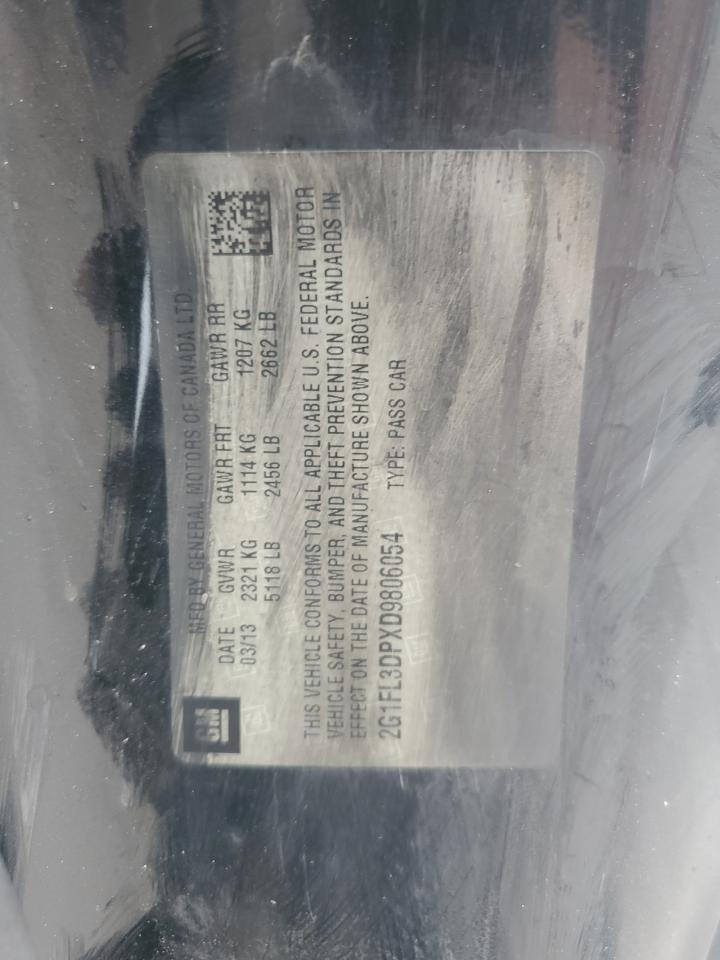 GM
MFD BY GENERAL MOTORS OF CANADA LTD.
DATE GVWR GAWR FRT GAWR RR
03/13 2321 KG 1114 KG 1207 KG
5118 LB 2456 LB 2662 LB
THIS VEHICLE CONFORMS TO ALL APPLICABLE U.S. FEDERAL MOTOR
VEHICLE SAFETY, BUMPER, AND THEFT PREVENTION STANDARDS IN
EFFECT ON THE DATE OF MANUFACTURE SHOWN ABOVE.
2G1FL3DPXD9806054 TYPE: PASS CAR